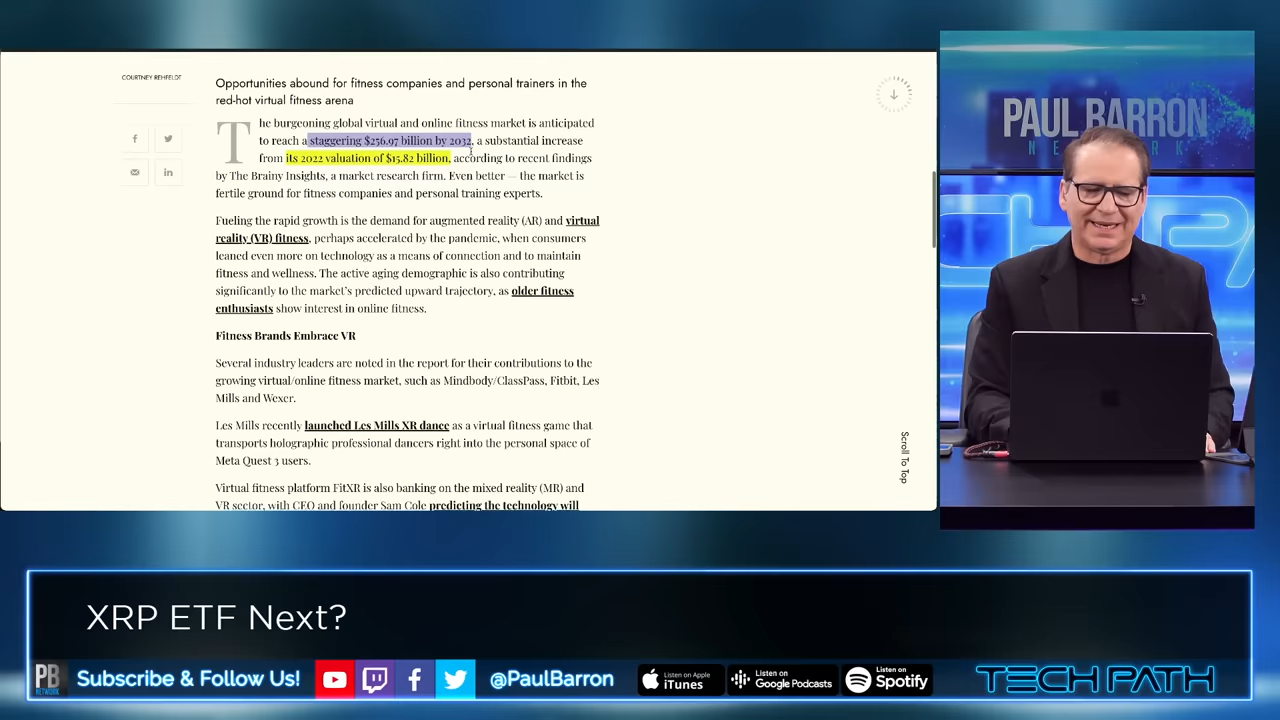 COURTNEY REHFELDT
Opportunities abound for fitness companies and personal trainers in the
red-hot virtual fitness arena
The burgeoning global virtual and online fitness market is anticipated
to reach a staggering $256.97 billion by 2032, a substantial increase
from its 2022 valuation of $15.82 billion, according to recent findings
by The Brainy Insights, a market research firm. Even better — the market is
fertile ground for fitness companies and personal training experts.
Fueling the rapid growth is the demand for augmented reality (AR) and virtual
reality (VR) fitness, perhaps accelerated by the pandemic, when consumers
leaned even more on technology as a means of connection and to maintain
fitness and wellness. The active aging demographic is also contributing
significantly to the market's predicted upward trajectory, as older fitness
enthusiasts show interest in online fitness.
Fitness Brands Embrace VR
Several industry leaders are noted in the report for their contributions to the
growing virtual/online fitness market, such as Mindbody/ClassPass, Fitbit, Les
Mills and Wexer.
Les Mills recently launched Les Mills XR dance as a virtual fitness game that
transports holographic professional dancers right into the personal space of
Meta Quest 3 users.
Virtual fitness platform FitXR is also banking on the mixed reality (MR) and
VR sector, with CEO and founder Sam Cole predicting the technology will
Scroll To Top
PAUL BARRON
NETWORK
XRP ETF Next?
PB
NETWORK
Subscribe & Follow Us!
@PaulBarron
Listen on Apple
iTunes
Listen on
Google Podcasts
Listen on
Spotify
TECH PATH